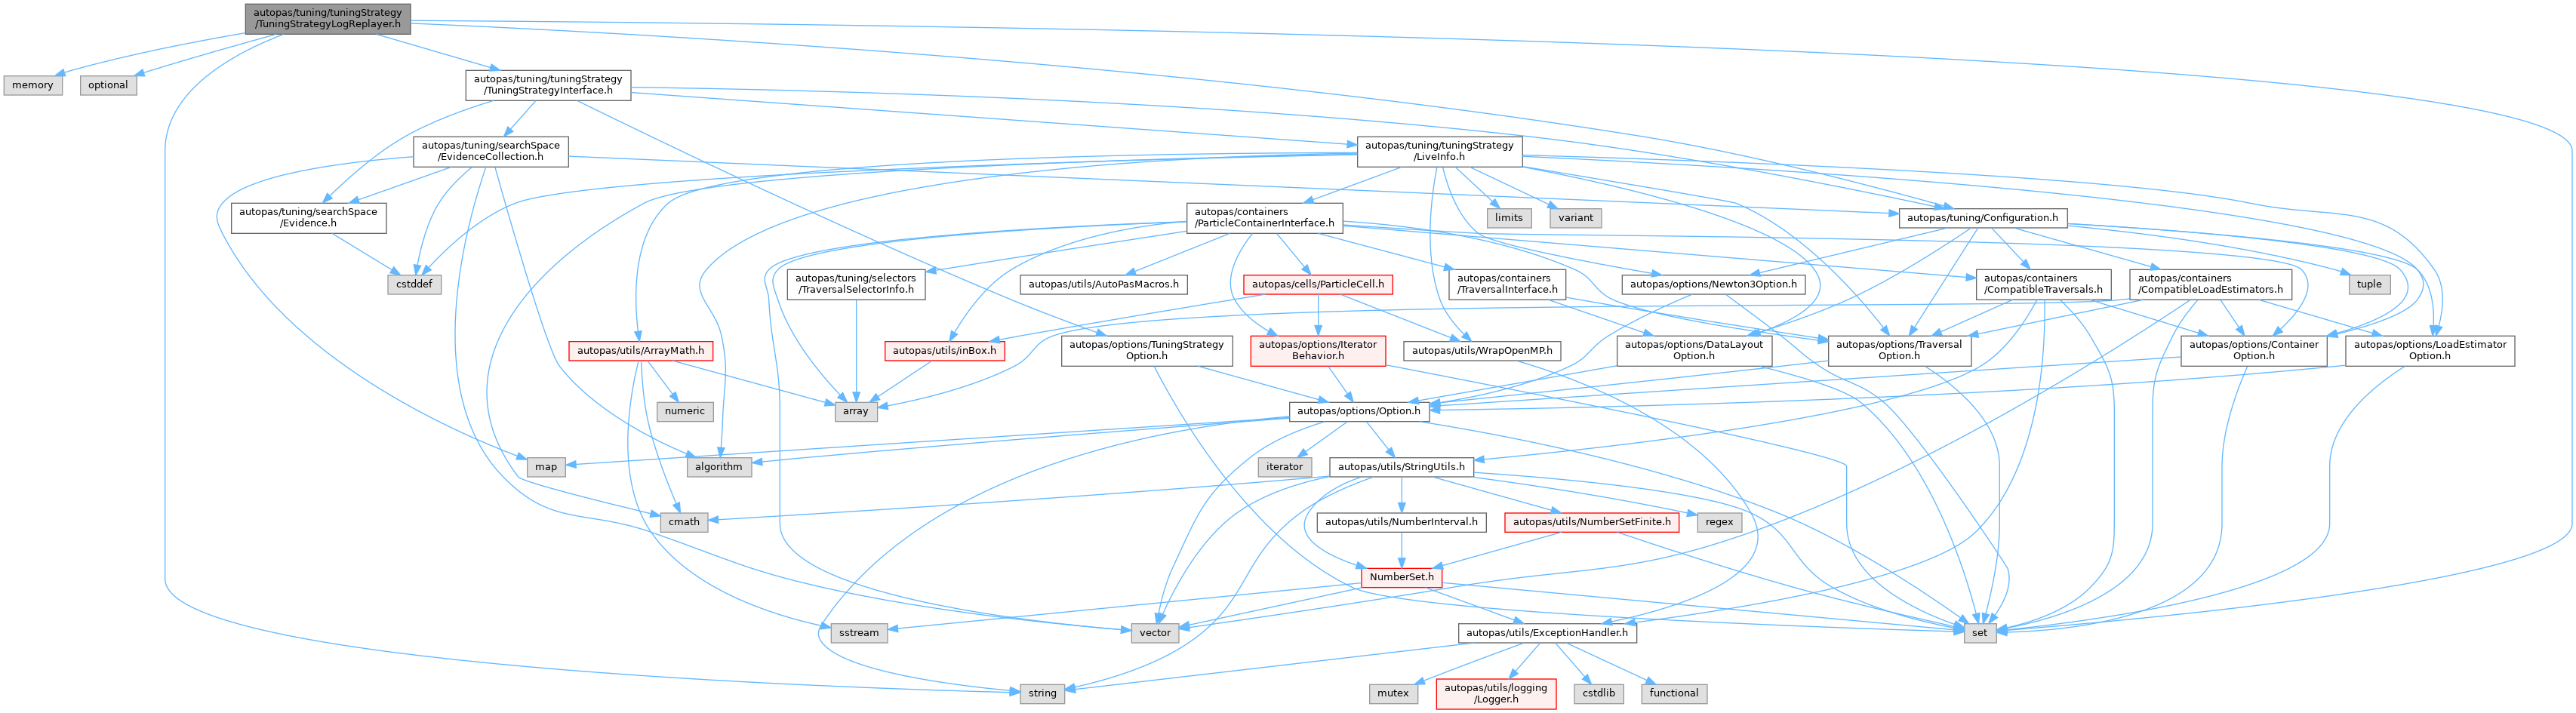 autopas/tuning/tuningStrategy
/TuningStrategyLogReplayer.h
memory
optional
autopas/tuning/tuningStrategy
/TuningStrategyInterface.h
autopas/tuning/searchSpace
/EvidenceCollection.h
autopas/tuning/tuningStrategy
/LiveInfo.h
autopas/tuning/searchSpace
/Evidence.h
autopas/containers
/ParticleContainerInterface.h
limits
variant
autopas/tuning/Configuration.h
cstddef
autopas/tuning/selectors
/TraversalSelectorInfo.h
autopas/utils/AutoPasMacros.h
autopas/cells/ParticleCell.h
autopas/containers
/TraversalInterface.h
autopas/options/Newton3Option.h
autopas/containers
/CompatibleTraversals.h
autopas/containers
/CompatibleLoadEstimators.h
tuple
autopas/utils/ArrayMath.h
autopas/utils/inBox.h
autopas/options/TuningStrategy
Option.h
autopas/options/Iterator
Behavior.h
autopas/utils/WrapOpenMP.h
autopas/options/DataLayout
Option.h
autopas/options/Traversal
Option.h
autopas/options/Container
Option.h
autopas/options/LoadEstimator
Option.h
numeric
array
autopas/options/Option.h
map
algorithm
iterator
autopas/utils/StringUtils.h
cmath
autopas/utils/NumberInterval.h
autopas/utils/NumberSetFinite.h
regex
NumberSet.h
sstream
vector
autopas/utils/ExceptionHandler.h
set
string
mutex
autopas/utils/logging
/Logger.h
cstdlib
functional